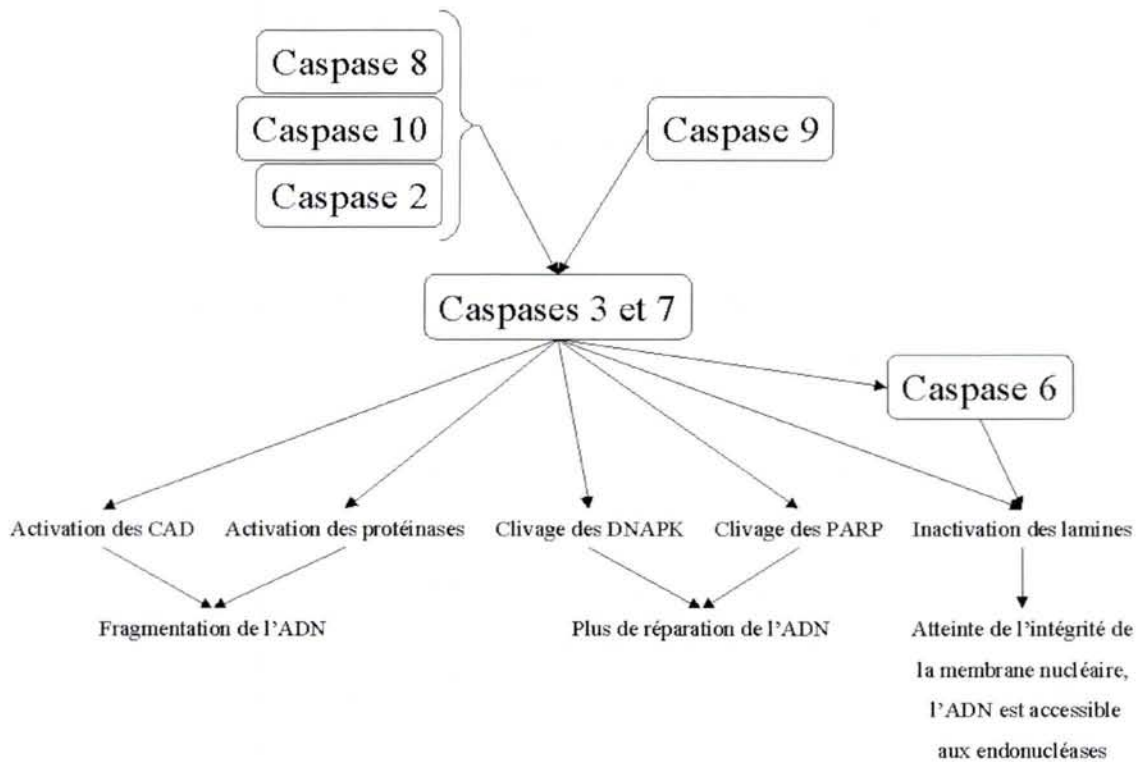 Caspase 8
Caspase 10
Caspase 2
Caspase 9
Caspases 3 et 7
Caspase 6
Activation des CAD
Activation des protéinases
Clivage des DNAPK
Clivage des PARP
Inactivation des lamines
Fragmentation de l'ADN
Plus de réparation de l'ADN
Atteinte de l'intégrité de
la membrane nucléaire,
l'ADN est accessible
aux endonucléases